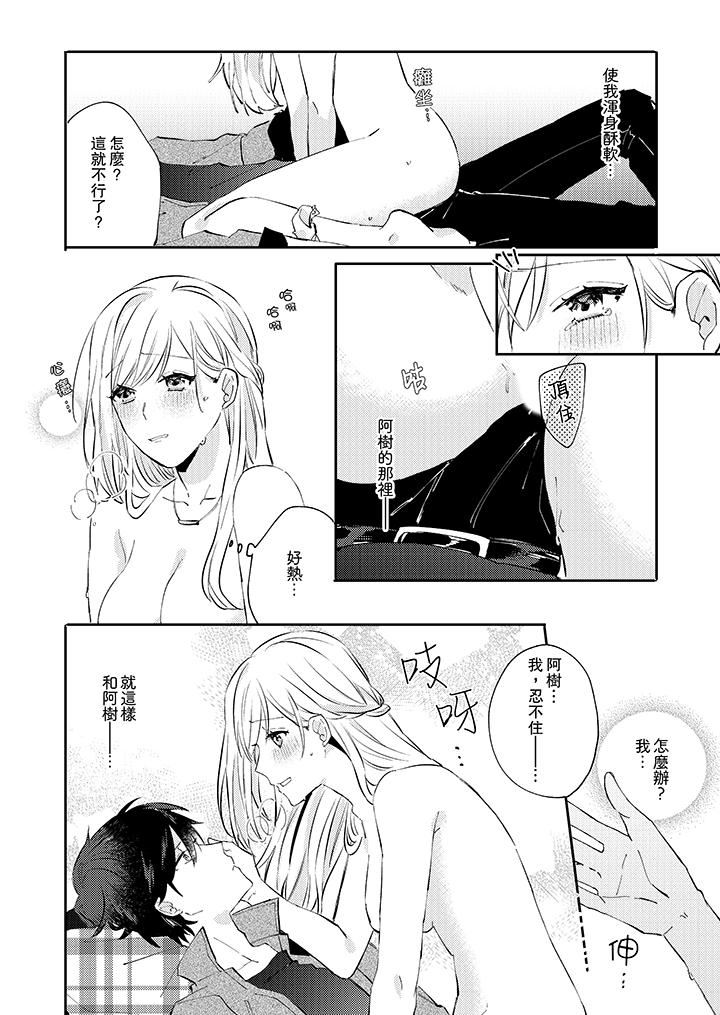 使我渾身酥軟…
癱坐…
怎麼？
這就不行了？
頂住
咕
阿樹的那裡——
哈啊
哈啊
心癢…
好熱…
怎麼辦？
我…
伸…
阿樹…
我，忍不住——…
吱呀
就這樣
和阿樹——